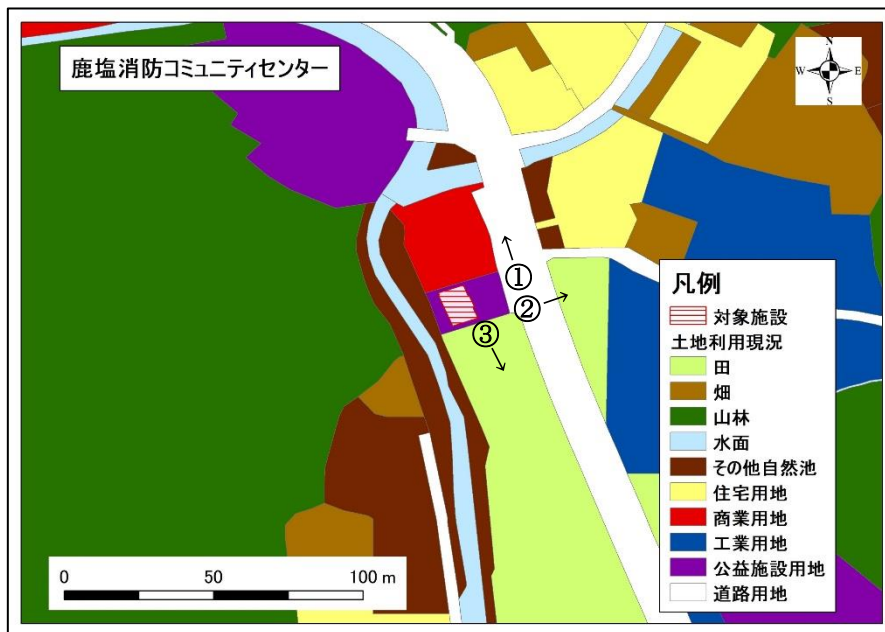 鹿塩消防コミュニティセンター
N
W E
S
①
②
③
凡例
対象施設
土地利用現況
田
畑
山林
水面
その他自然池
住宅用地
商業用地
工業用地
公益施設用地
道路用地
0 50 100 m